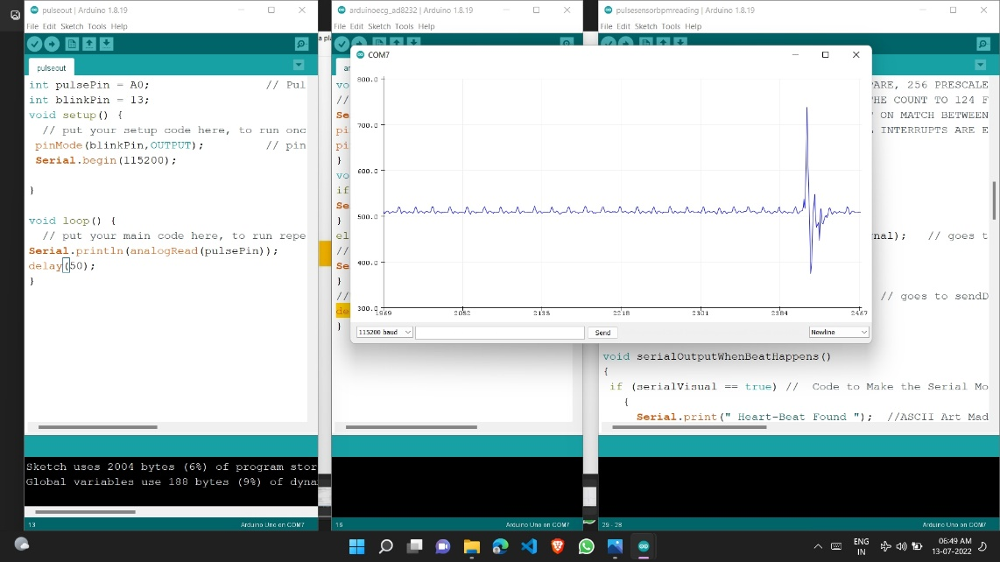 pulseout | Arduino 1.8.19
File Edit Sketch Tools Help
pulseout
int pulsePin = A0; // Pul
int blinkPin = 13;
void setup() {
// put your setup code here, to run onc
pinMode(blinkPin,OUTPUT); // pin
Serial.begin(115200);
}
void loop() {
// put your main code here, to run repe
Serial.println(analogRead(pulsePin));
delay(50);
}
Sketch uses 2004 bytes (6%) of program stor
Global variables use 188 bytes (9%) of dyna
13
Arduino Uno on COM7
a pla
arduinoecg_ad8232 | Arduino 1.8.19
File Edit Sketch Tools Help
ar
vo
//
Se
pi
pi
}
vo
if
Se
}
el
//
Se
}
//
de
}
16
Arduino Uno on COM7
pulsesensorbpmreading | Arduino 1.8.19
File Edit Sketch Tools Help
PARE, 256 PRESCALE
HE COUNT TO 124 F
ON MATCH BETWEEN
INTERRUPTS ARE E
nal); // goes t
// goes to sendD
void serialOutputWhenBeatHappens()
{
if (serialVisual == true) // Code to Make the Serial Mo
{
Serial.print(" Heart-Beat Found "); //ASCII Art Mad
29 - 28
Arduino Uno on COM7
COM7
800.0
700.0
600.0
500.0
400.0
300.0
1969 2052 2135 2218 2301 2384 2467
115200 baud
Send
Newline
ENG
IN
06:49 AM
13-07-2022